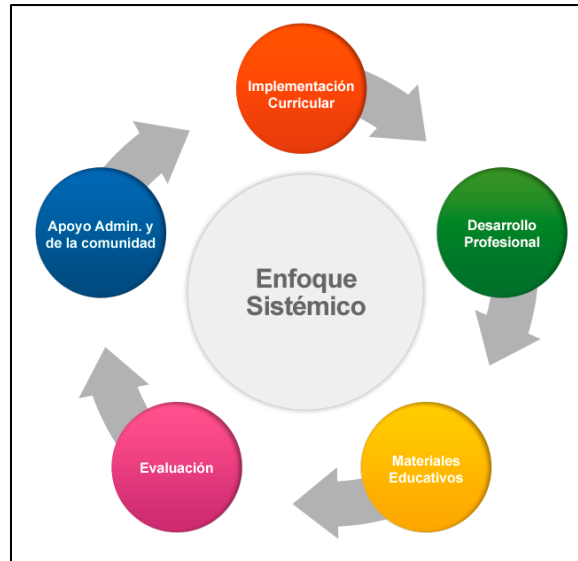 Implementación
Curricular
Apoyo Admin. y
de la comunidad
Desarrollo
Profesional
Enfoque
Sistémico
Evaluación
Materiales
Educativos